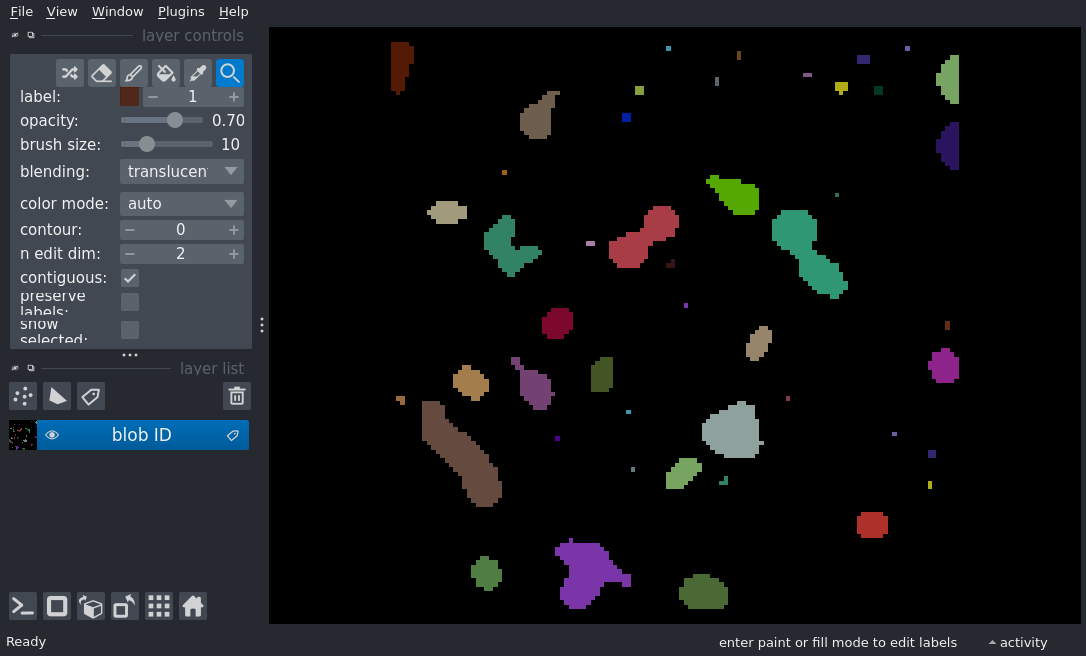 File View Window Plugins Help
layer controls
label: 1
opacity: 0.70
brush size: 10
blending: translucen
color mode: auto
contour: 0
n edit dim: 2
contiguous:
preserve
labels:
show
selected:
layer list
blob ID
Ready enter paint or fill mode to edit labels activity